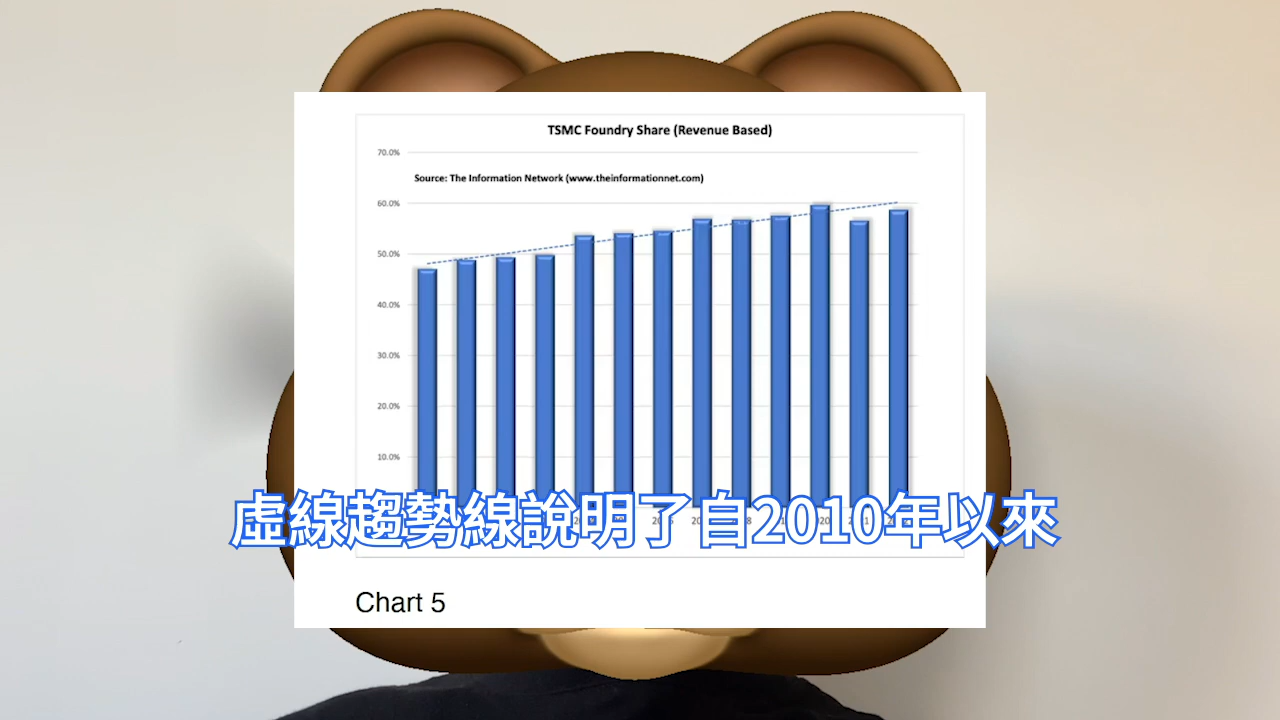 TSMC Foundry Share (Revenue Based)
70.0%
Source: The Information Network (www.theinformationnet.com)
60.0%
50.0%
40.0%
30.0%
20.0%
10.0%
虛線趨勢線說明了自2010年以來
Chart 5